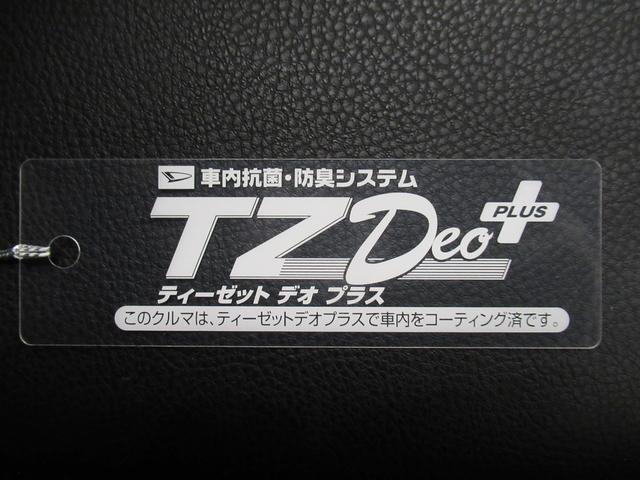 車内抗菌・防臭システム
TZDeo PLUS
ティーゼット デオ プラス
このクルマは、ティーゼットデオプラスで車内をコーティング済です。